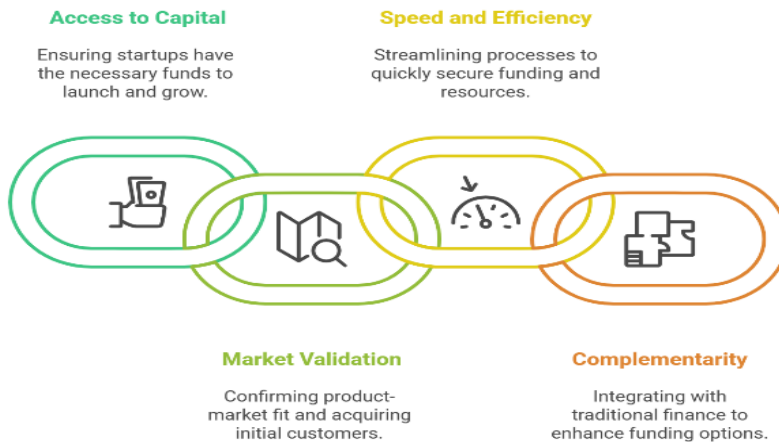 Access to Capital
Ensuring startups have
the necessary funds to
launch and grow.
Speed and Efficiency
Streamlining processes to
quickly secure funding and
resources.
Market Validation
Confirming product-
market fit and acquiring
initial customers.
Complementarity
Integrating with
traditional finance to
enhance funding options.